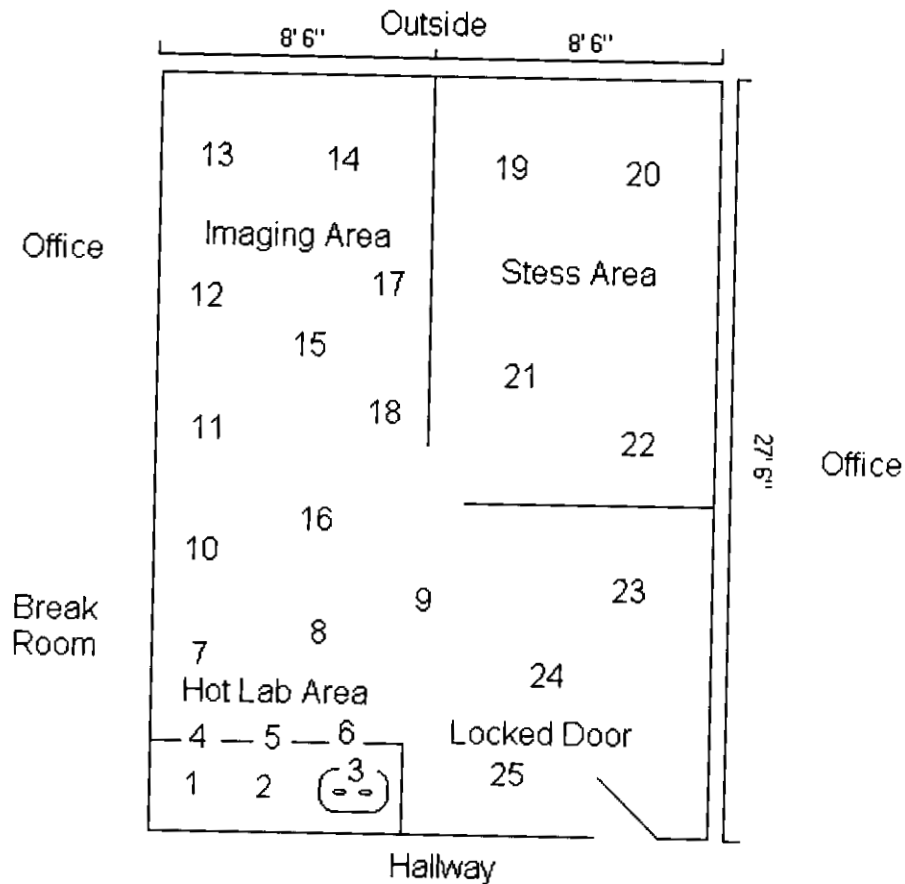 Outside
8' 6" 8' 6"
13 14 19 20
Office
Imaging Area
Stess Area
12 17
15
21
11 18
22
27' 6"
Office
16
10
Break
Room
9 23
7 8
24
Hot Lab Area
4 5 6
Locked Door
1 2 3 25
Hallway